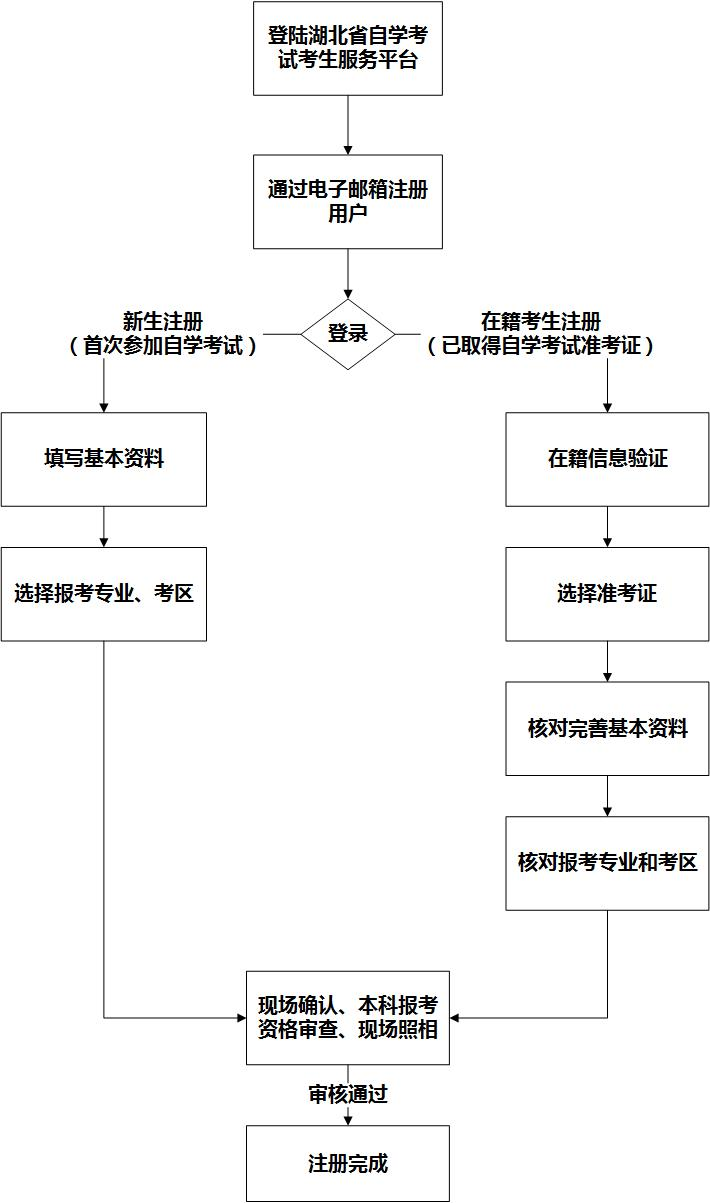 登陆湖北省自学考
试考生服务平台
通过电子邮箱注册
用户
登录
新生注册
（首次参加自学考试）
在籍考生注册
（已取得自学考试准考证）
填写基本资料
在籍信息验证
选择报考专业、考区
选择准考证
核对完善基本资料
核对报考专业和考区
现场确认、本科报考
资格审查、现场照相
审核通过
注册完成